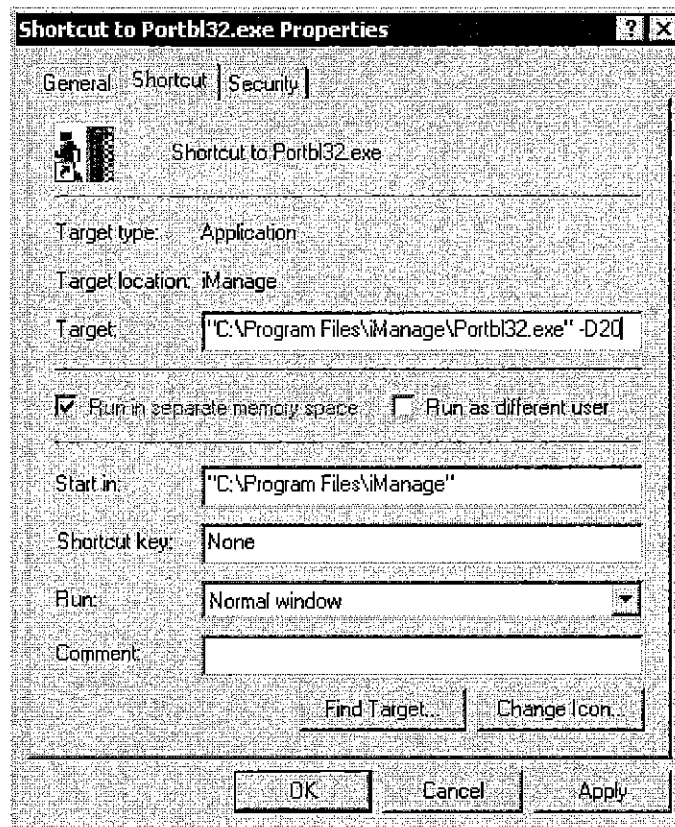 Shortcut to Portbl32.exe Properties
General Shortcut Security
Shortcut to Portbl32.exe
Target type: Application
Target location: iManage
Target: "C:\Program Files\iManage\Portbl32.exe" -D20
Run in separate memory space Run as different user
Start in: "C:\Program Files\iManage"
Shortcut key: None
Run: Normal window
Comment:
Find Target... Change Icon...
OK Cancel Apply